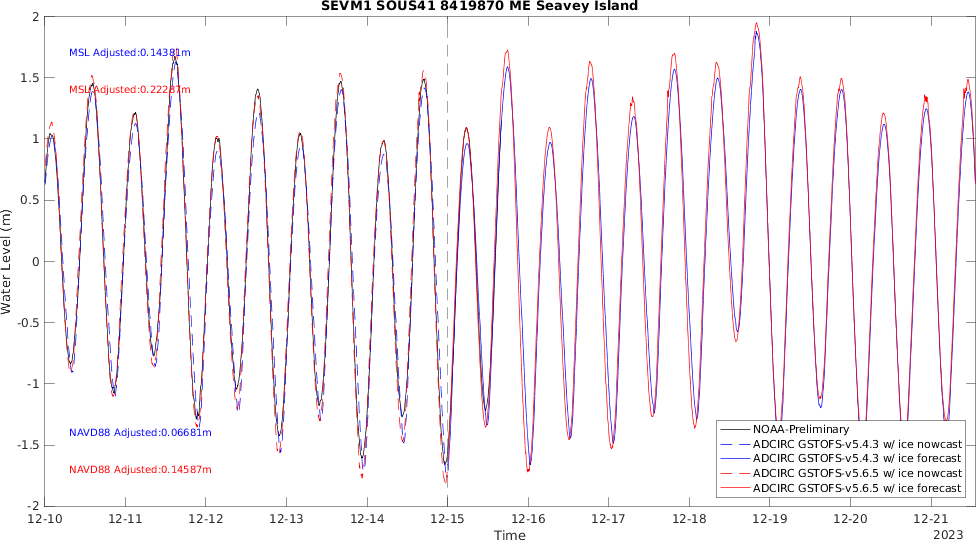 SEVM1 SOUS41 8419870 ME Seavey Island
2
1.5
1
0.5
0
-0.5
-1
-1.5
-2
Water Level (m)
MSL Adjusted:0.14381m
MSL Adjusted:0.22287m
NAVD88 Adjusted:0.06681m
NAVD88 Adjusted:0.14587m
NOAA-Preliminary
ADCIRC GSTOFS-v5.4.3 w/ ice nowcast
ADCIRC GSTOFS-v5.4.3 w/ ice forecast
ADCIRC GSTOFS-v5.6.5 w/ ice nowcast
ADCIRC GSTOFS-v5.6.5 w/ ice forecast
12-10 12-11 12-12 12-13 12-14 12-15 12-16 12-17 12-18 12-19 12-20 12-21
Time
2023